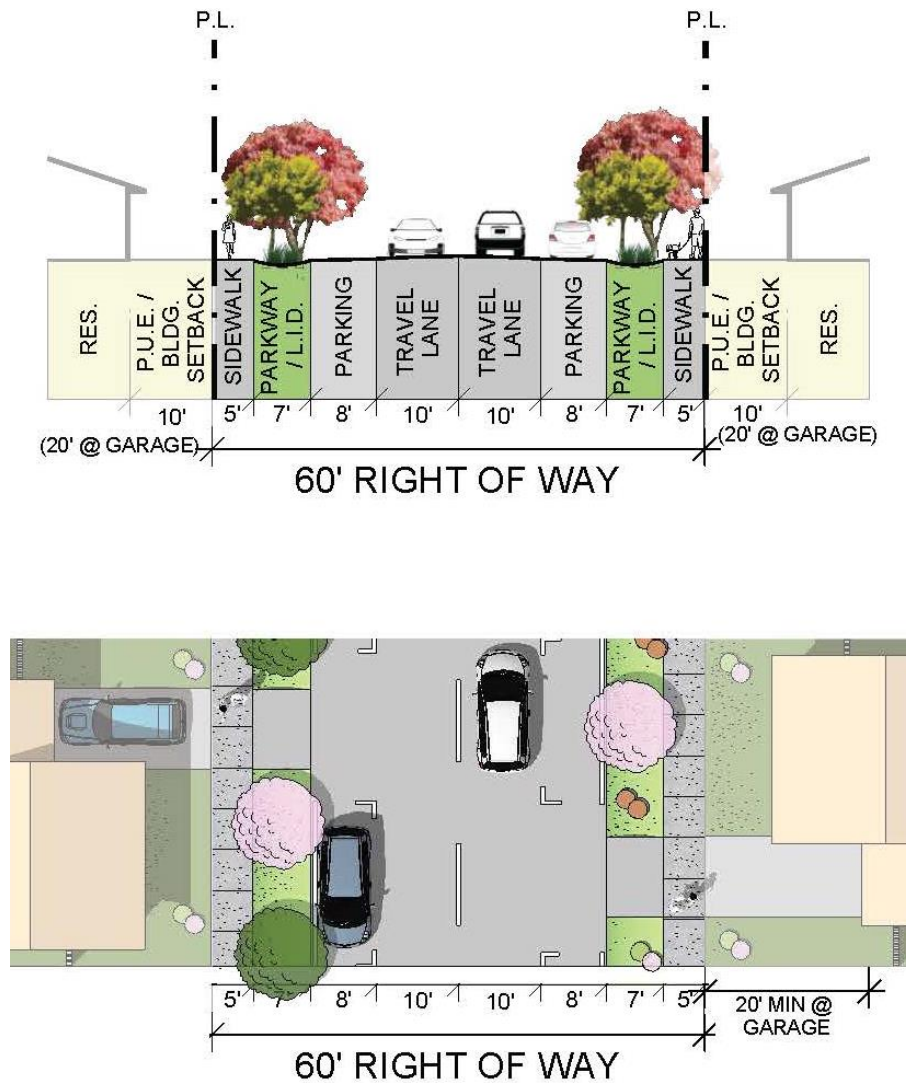 P.L.
P.L.
RES.
P.U.E. /
BLDG.
SETBACK
SIDEWALK
PARKWAY
/ L.I.D.
PARKING
TRAVEL
LANE
TRAVEL
LANE
PARKING
PARKWAY
/ L.I.D.
SIDEWALK
P.U.E. /
BLDG.
SETBACK
RES.
10'
(20' @ GARAGE)
5'
7'
8'
10'
10'
8'
7'
5'
10'
(20' @ GARAGE)
60' RIGHT OF WAY
5'
7'
8'
10'
10'
8'
7'
5'
20' MIN @
GARAGE
60' RIGHT OF WAY